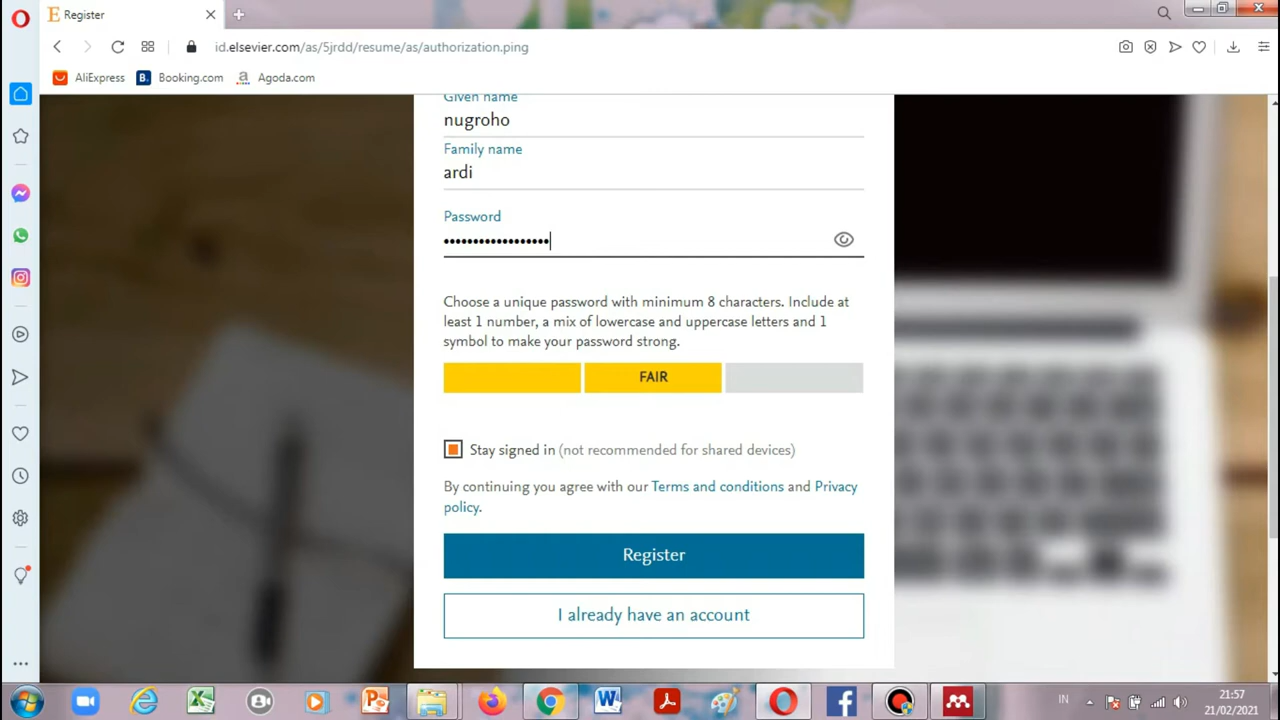 Register
id.elsevier.com/as/5jrdd/resume/as/authorization.ping
AliExpress
B. Booking.com
a Agoda.com
Given name
nugroho
Family name
ardi
Password
••••••••••••••••••
Choose a unique password with minimum 8 characters. Include at
least 1 number, a mix of lowercase and uppercase letters and 1
symbol to make your password strong.
FAIR
Stay signed in (not recommended for shared devices)
By continuing you agree with our Terms and conditions and Privacy
policy.
Register
I already have an account
IN
21:57
21/02/2021